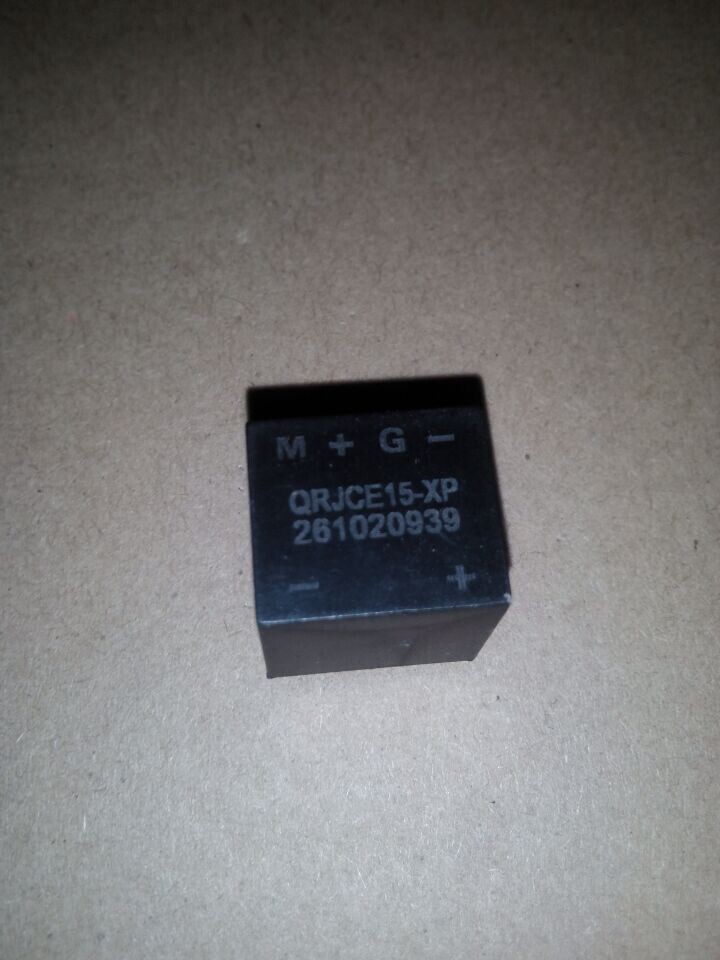 M + G −
QRJCE15-XP
261020939
− +